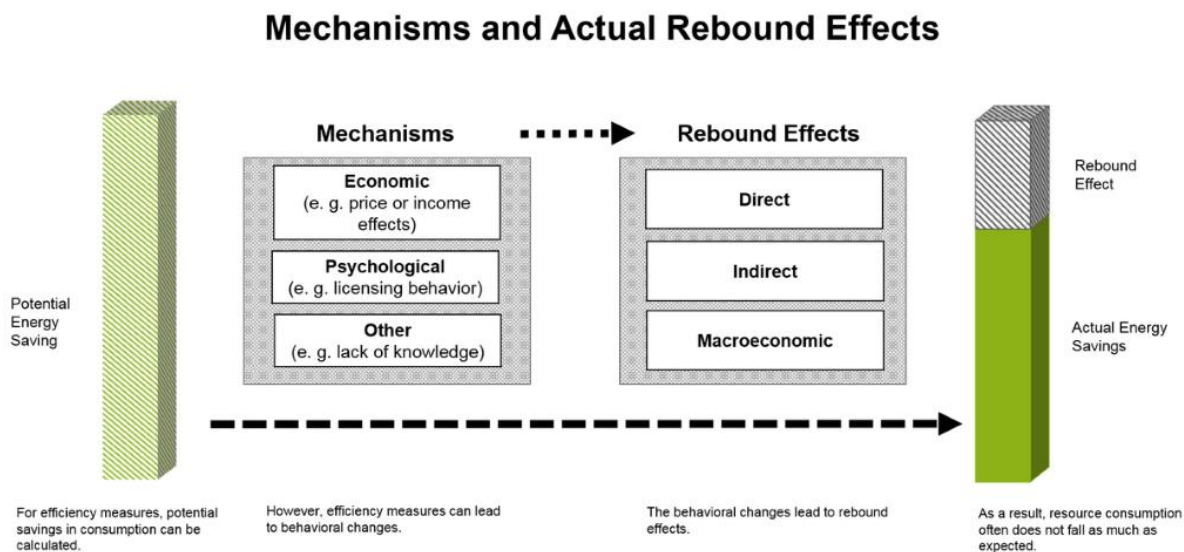 Mechanisms and Actual Rebound Effects
Mechanisms
Rebound Effects
Economic
(e. g. price or income
effects)
Psychological
(e. g. licensing behavior)
Other
(e. g. lack of knowledge)
Direct
Indirect
Macroeconomic
Potential
Energy
Saving
Rebound
Effect
Actual Energy
Savings
For efficiency measures, potential
savings in consumption can be
calculated.
However, efficiency measures can lead
to behavioral changes.
The behavioral changes lead to rebound
effects.
As a result, resource consumption
often does not fall as much as
expected.